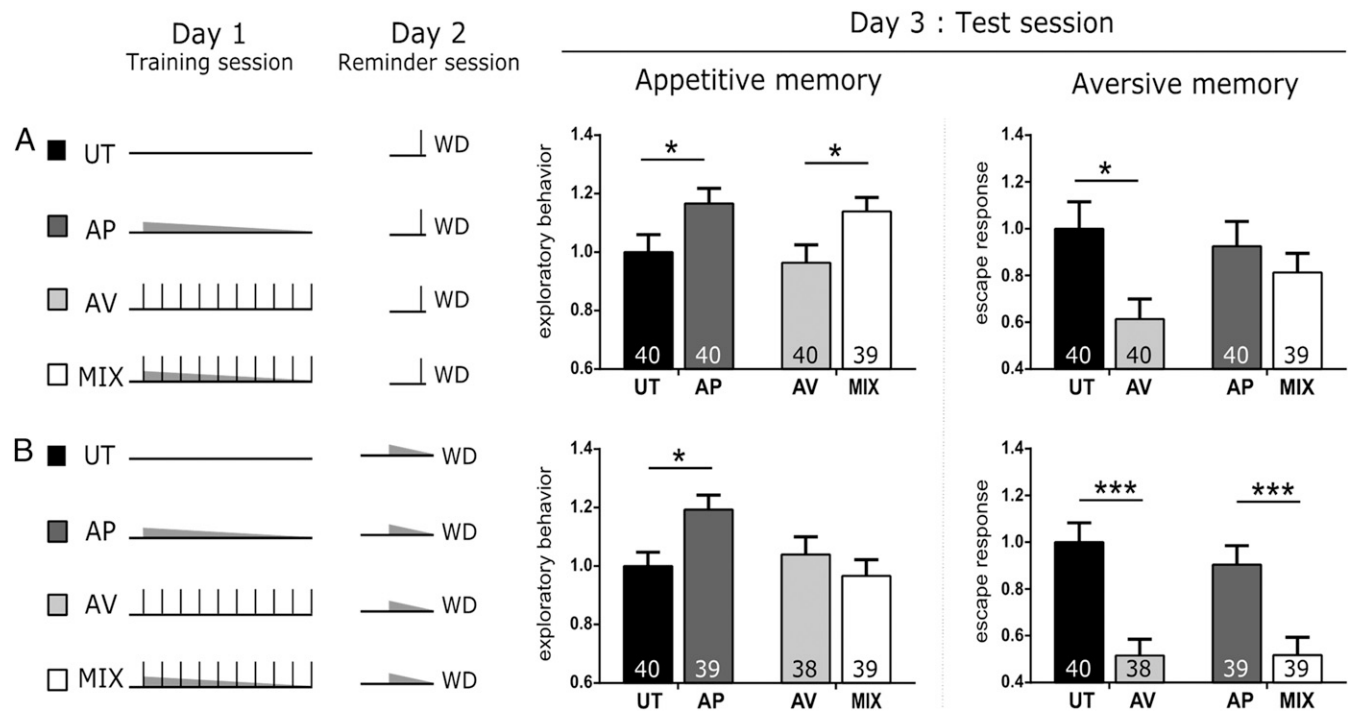 Day 1
Training session
Day 2
Reminder session
Day 3 : Test session
Appetitive memory
Aversive memory
A
UT
WD
AP
WD
AV
WD
MIX
WD
exploratory behavior
1.4
1.2
1.0
0.8
0.6
*
*
40
40
40
39
UT
AP
AV
MIX
escape response
1.4
1.2
1.0
0.8
0.6
0.4
*
40
40
40
39
UT
AV
AP
MIX
B
UT
WD
AP
WD
AV
WD
MIX
WD
exploratory behavior
1.4
1.2
1.0
0.8
0.6
*
40
39
38
39
UT
AP
AV
MIX
escape response
1.4
1.2
1.0
0.8
0.6
0.4
***
***
40
38
39
39
UT
AV
AP
MIX